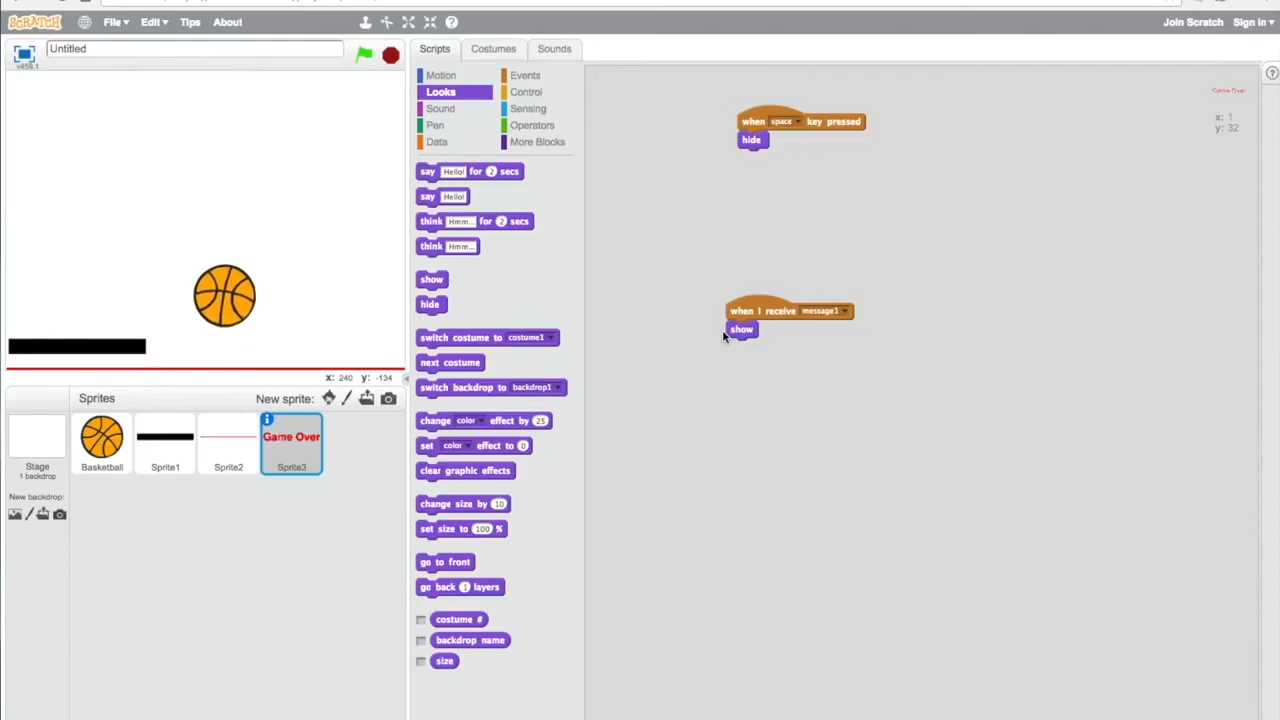 SCRATCH File Edit Tips About Join Scratch Sign in
v459.1 Untitled
Scripts Costumes Sounds
Motion Events
Looks Control
Sound Sensing
Pen Operators
Data More Blocks
say Hello! for 2 secs
say Hello!
think Hmm... for 2 secs
think Hmm...
show
hide
switch costume to costume1
next costume
switch backdrop to backdrop1
change color effect by 25
set color effect to 0
clear graphic effects
change size by 10
set size to 100 %
go to front
go back 1 layers
costume #
backdrop name
size
when space key pressed
hide
when I receive message1
show
Game Over
x: 1
y: 32
?
x: 240 y: -134
Sprites New sprite:
Stage
1 backdrop
New backdrop:
Basketball
Sprite1
Sprite2
Game Over
Sprite3